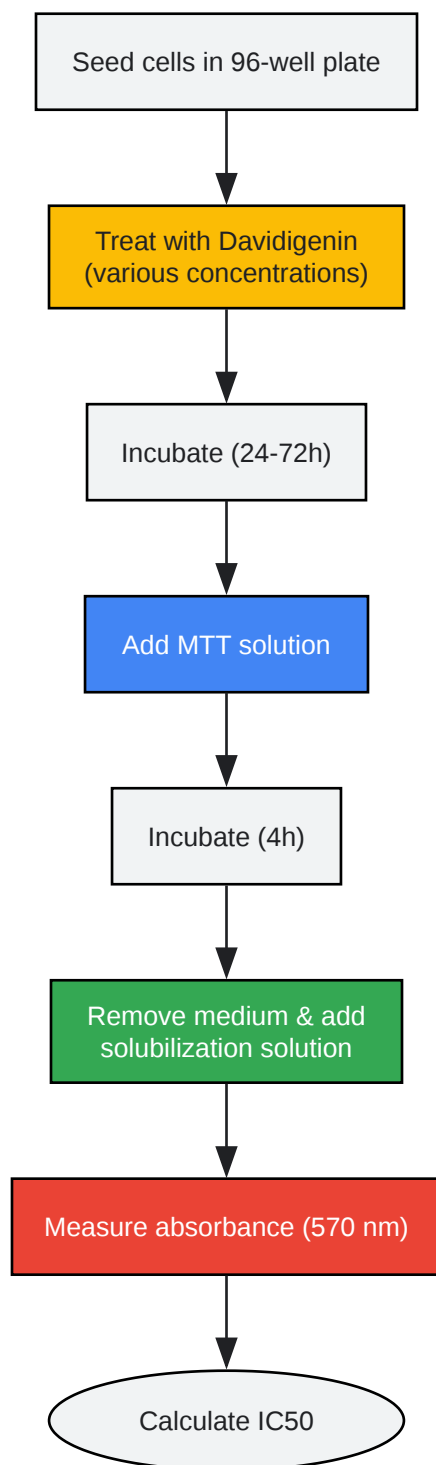 Seed cells in 96-well plate
Treat with Davidigenin
(various concentrations)
Incubate (24-72h)
Add MTT solution
Incubate (4h)
Remove medium & add
solubilization solution
Measure absorbance (570 nm)
Calculate IC50